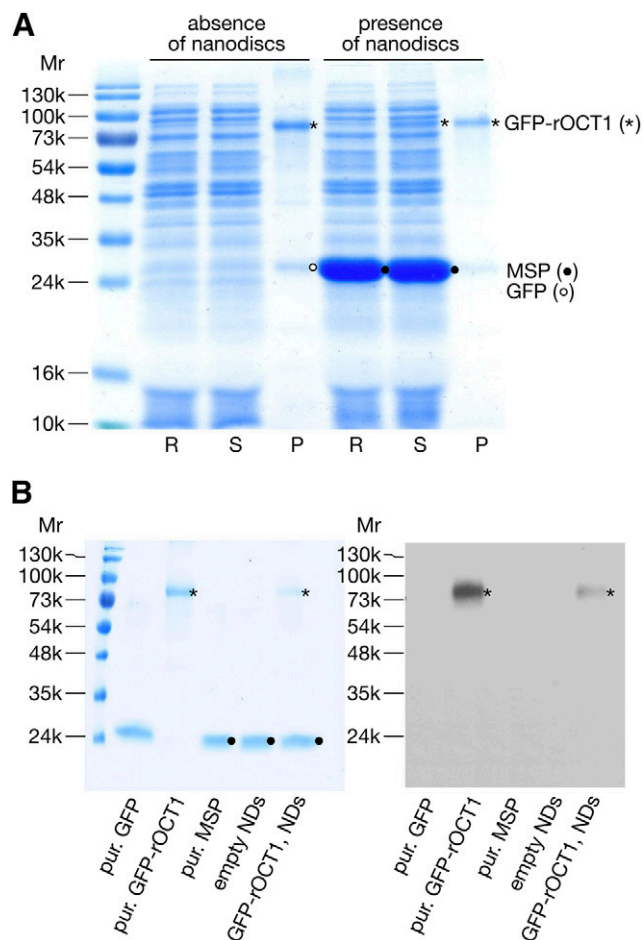 A
absence
of nanodiscs
presence
of nanodiscs
Mr
130k
100k
73k
54k
48k
35k
24k
16k
10k
*
*
*
GFP-rOCT1 (*)
MSP (●)
GFP (○)
R S P R S P
B
Mr
130k
100k
73k
54k
48k
35k
24k
*
*
pur. GFP
pur. GFP-rOCT1
pur. MSP
empty NDs
GFP-rOCT1, NDs
Mr
130k
100k
73k
54k
48k
35k
24k
*
*
pur. GFP
pur. GFP-rOCT1
pur. MSP
empty NDs
GFP-rOCT1, NDs